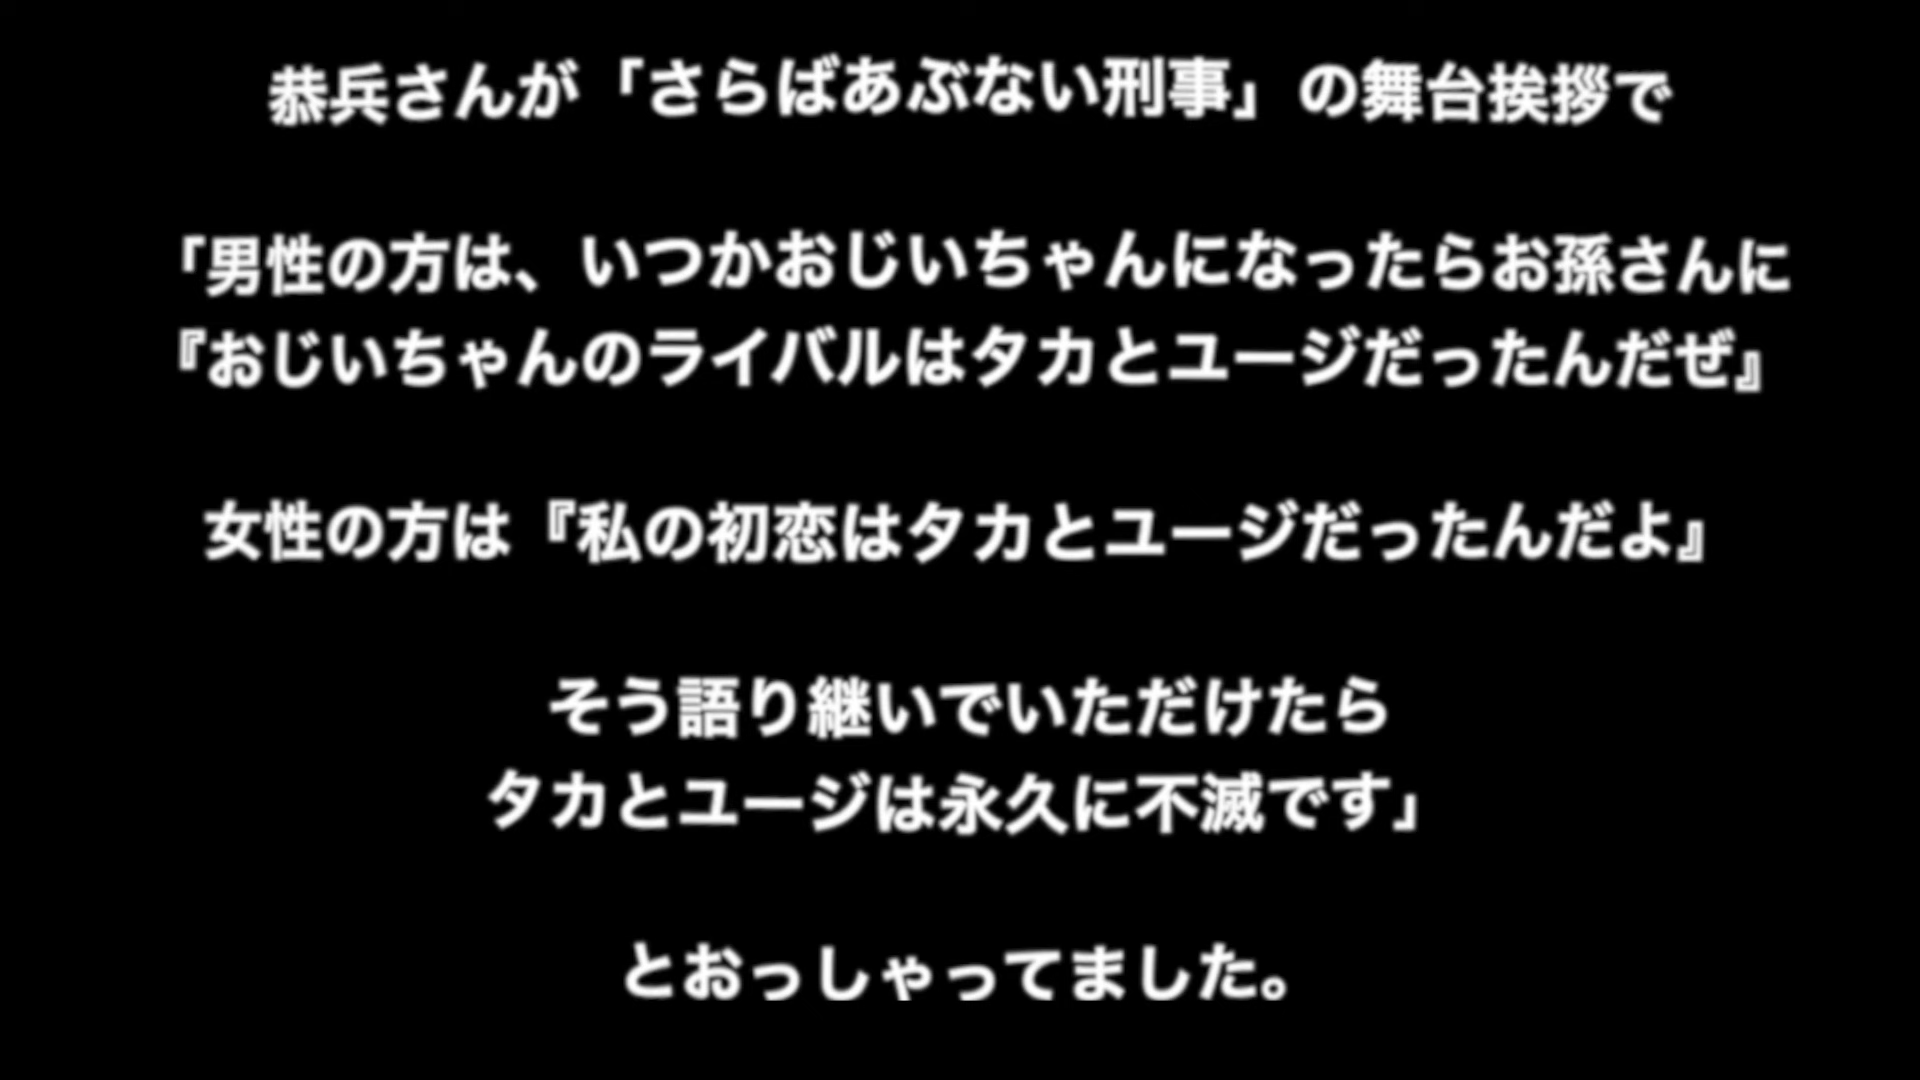 恭兵さんが「さらばあぶない刑事」の舞台挨拶で
「男性の方は、いつかおじいちゃんになったらお孫さんに
『おじいちゃんのライバルはタカとユージだったんだぜ』
女性の方は『私の初恋はタカとユージだったんだよ』
そう語り継いでいただけたら
タカとユージは永久に不滅です」
とおっしゃってました。